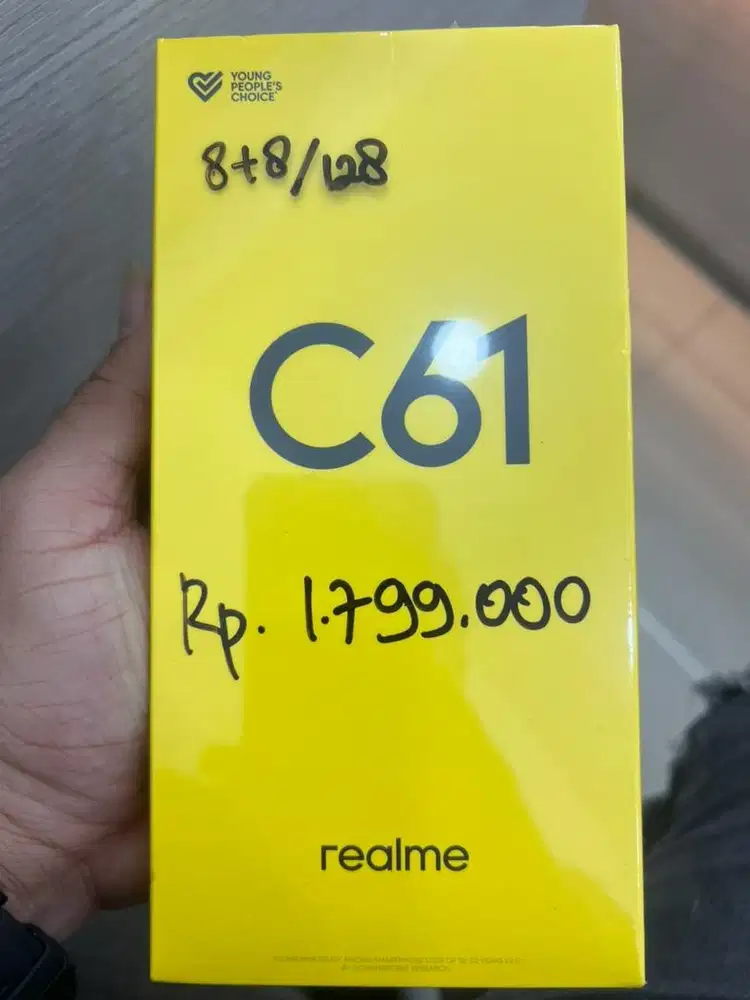 YOUNG
PEOPLE'S
CHOICE
8+8/128
C61
Rp. 1.799.000
realme